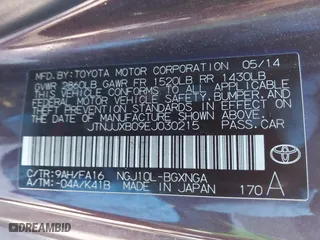 MFD. BY: TOYOTA MOTOR CORPORATION 05/14
GVWR 2860LB GAWR FR 1520LB RR 1430LB
THIS VEHICLE CONFORMS TO ALL APPLICABLE
FEDERAL MOTOR VEHICLE SAFETY, BUMPER, AND
THEFT PREVENTION STANDARDS IN EFFECT ON
THE DATE OF MANUFACTURE SHOWN ABOVE.
JTNJJXB09EJ030215 PASS.CAR
C/TR:9AH/FA16 NGJ10L-BGXNGA
A/TM:-04A/K41B MADE IN JAPAN 170 A
TOYOTA